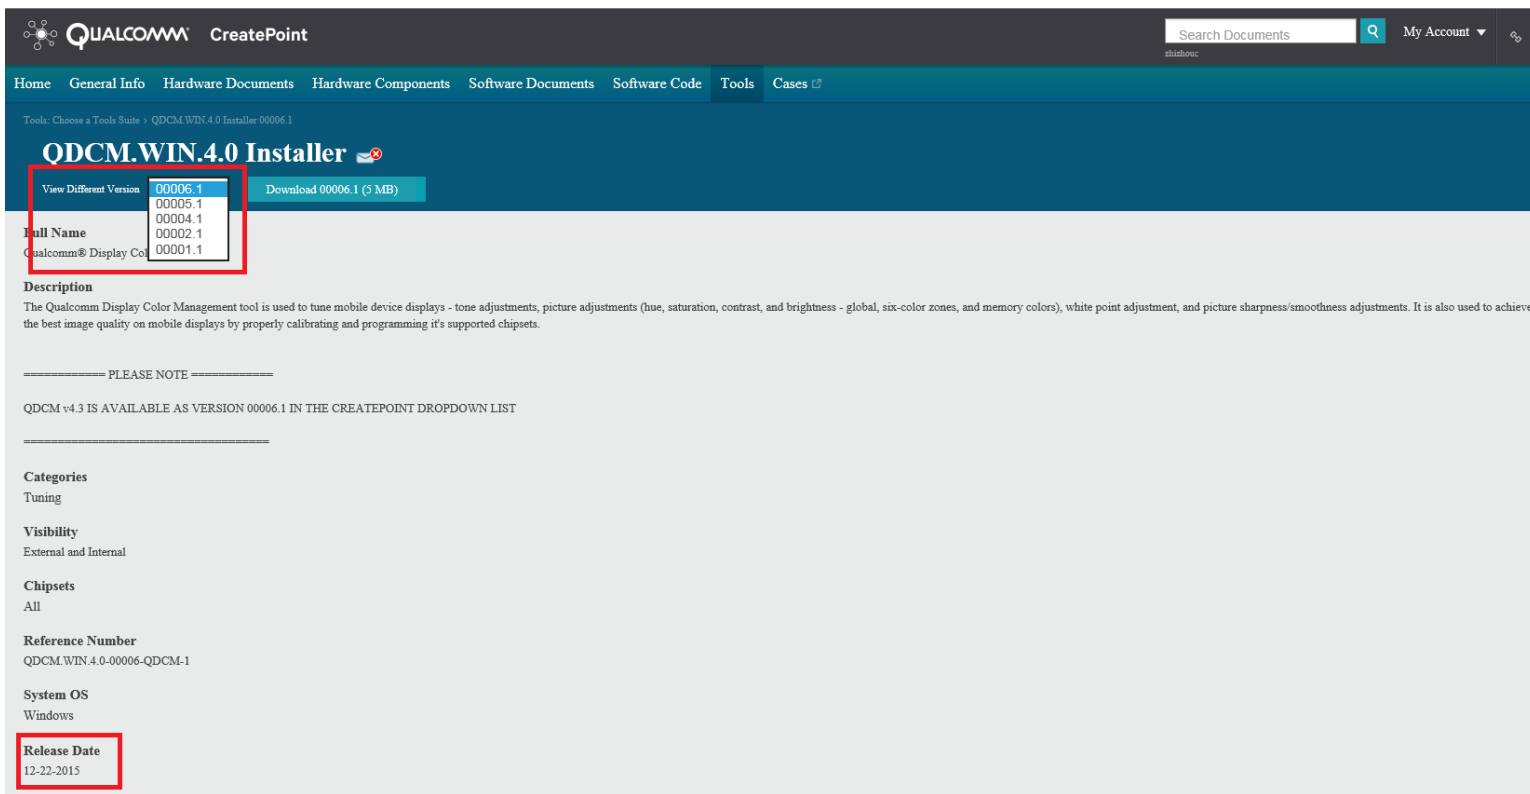 QUALCOMM® CreatePoint
Search Documents
My Account
zhizhouc
Home General Info Hardware Documents Hardware Components Software Documents Software Code Tools Cases
Tools: Choose a Tools Suite > QDCM.WIN.4.0 Installer 00006.1
QDCM.WIN.4.0 Installer
View Different Version 00006.1 Download 00006.1 (5 MB)
00005.1
00004.1
00002.1
00001.1
Full Name
Qualcomm® Display Col
Description
The Qualcomm Display Color Management tool is used to tune mobile device displays - tone adjustments, picture adjustments (hue, saturation, contrast, and brightness - global, six-color zones, and memory colors), white point adjustment, and picture sharpness/smoothness adjustments. It is also used to achieve
the best image quality on mobile displays by properly calibrating and programming it's supported chipsets.
============ PLEASE NOTE ============
QDCM v4.3 IS AVAILABLE AS VERSION 00006.1 IN THE CREATEPOINT DROPDOWN LIST
====================================
Categories
Tuning
Visibility
External and Internal
Chipsets
All
Reference Number
QDCM.WIN.4.0-00006-QDCM-1
System OS
Windows
Release Date
12-22-2015